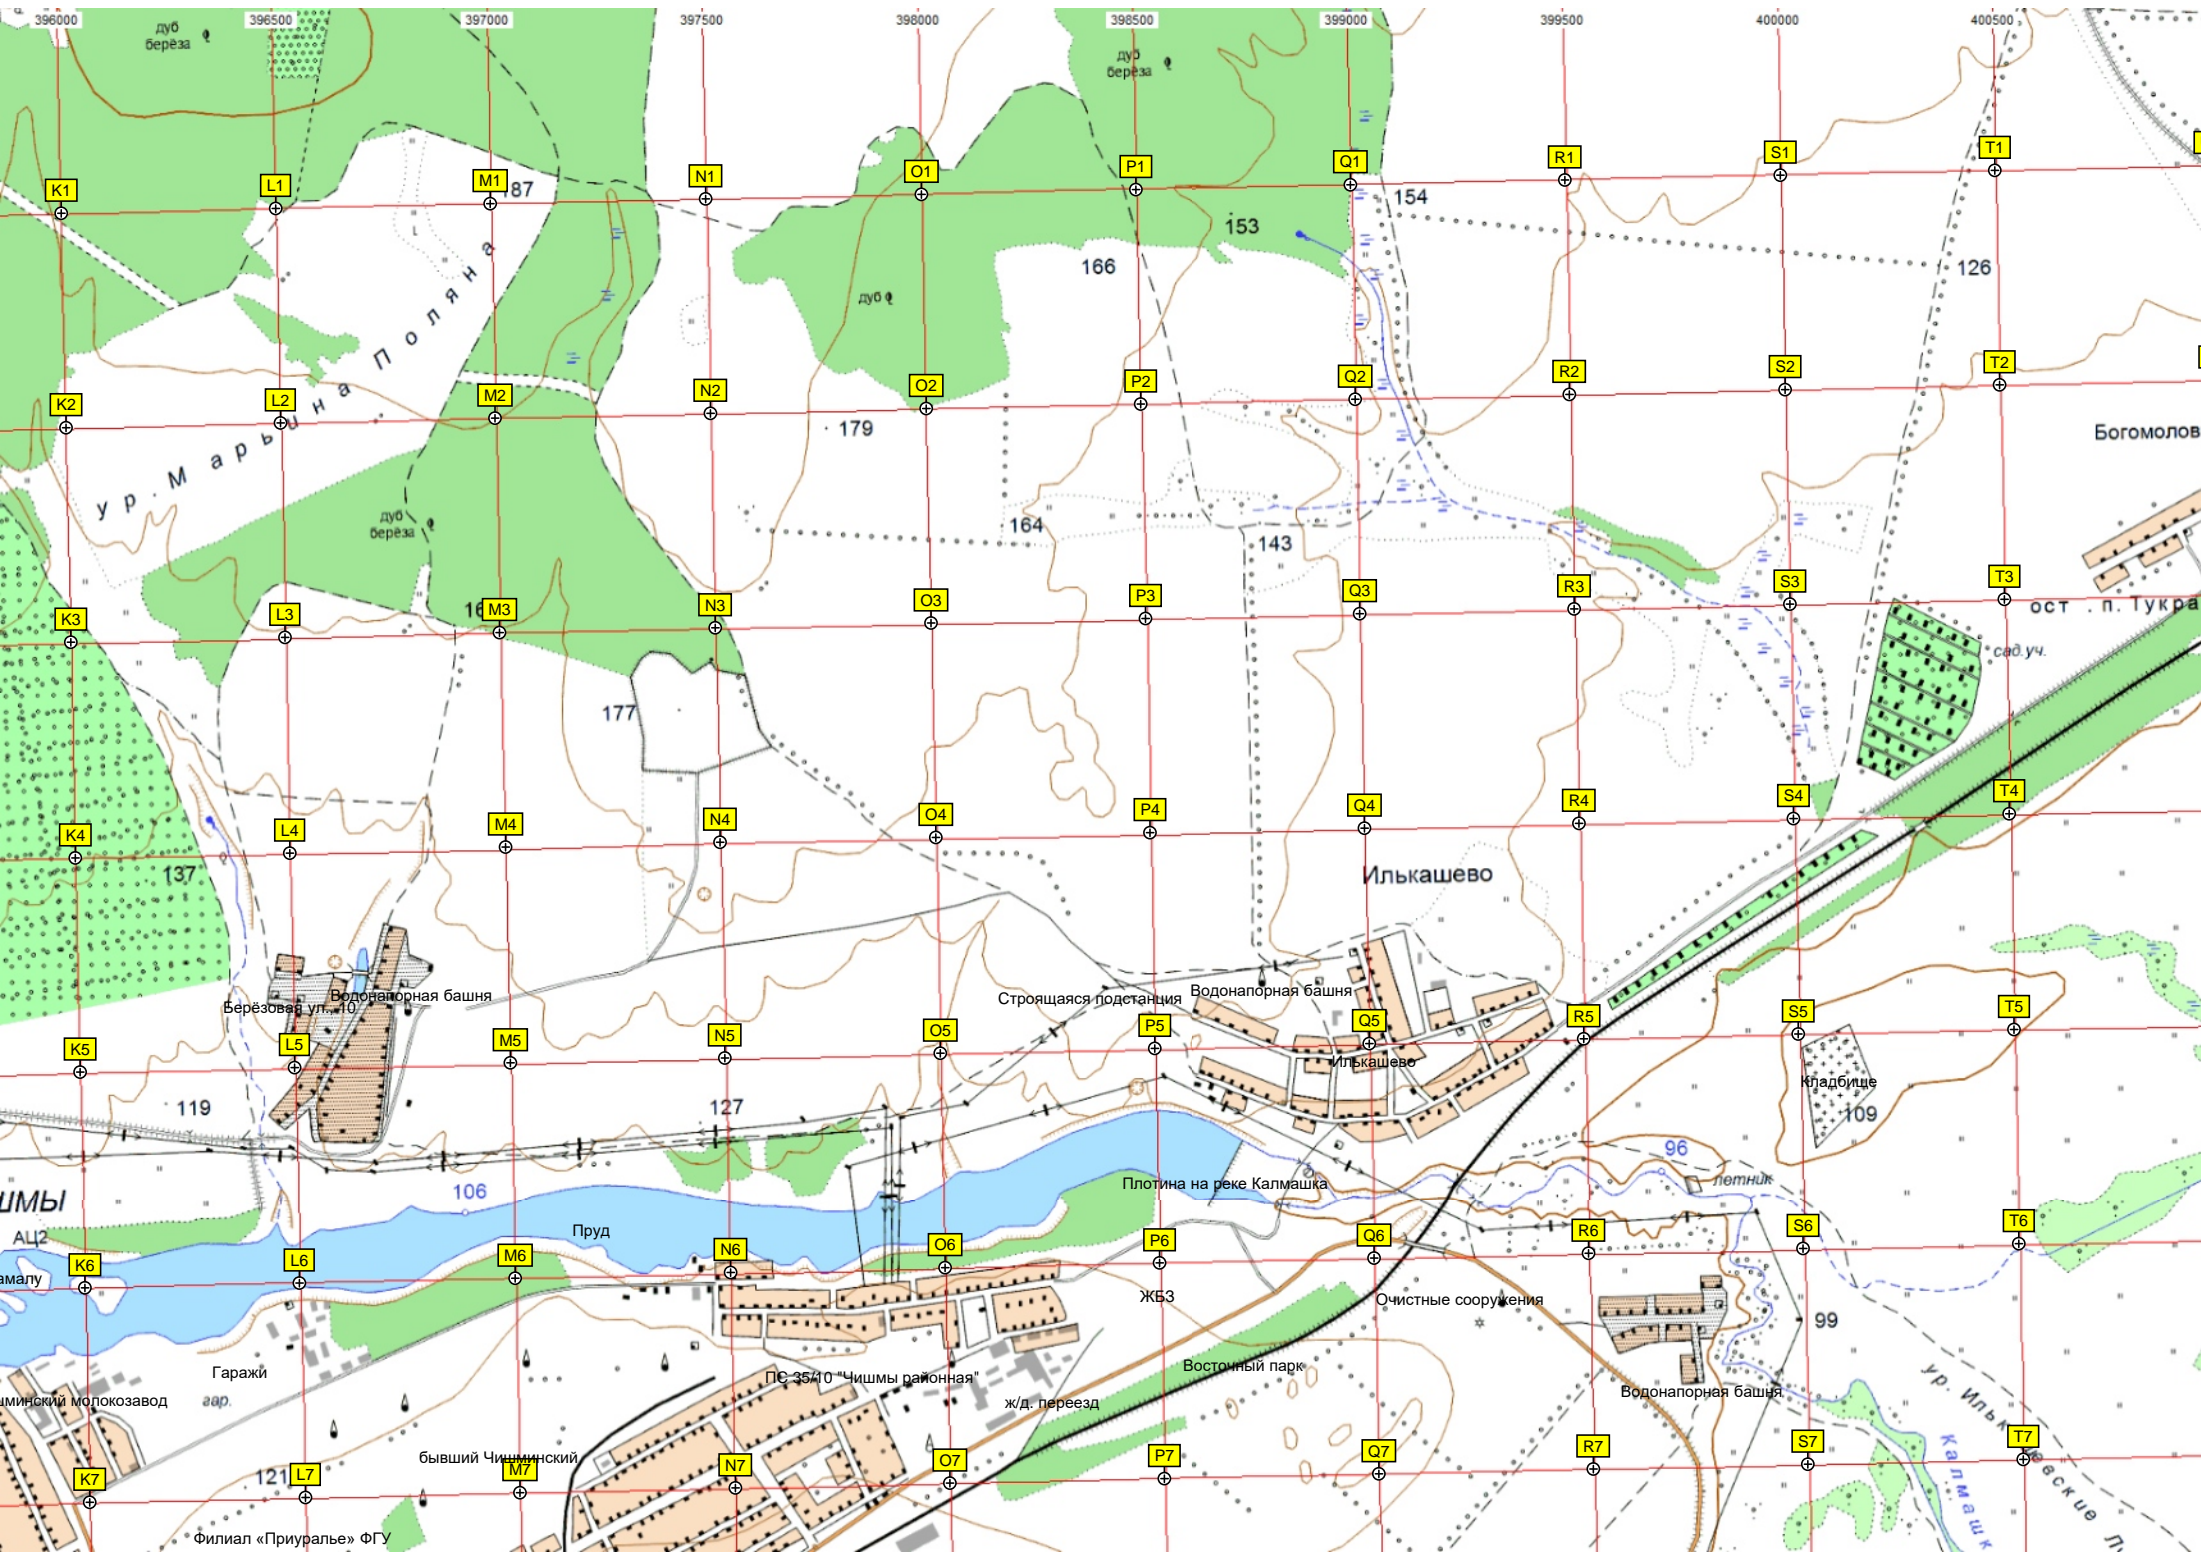 396000 396500 397000 397500 398000 398500 399000 399500 400000 400500
дуб
берёза
дуб
берёза
K1 L1 M1 N1 O1 P1 Q1 R1 S1 T1
87 154
153
166 126
дуб
ур. Марьина Поляна
K2 L2 M2 N2 O2 P2 Q2 R2 S2 T2
179
Богомолов
дуб
берёза
164
143
K3 L3 M3 N3 O3 P3 Q3 R3 S3 T3
16
ост. п. Тукра
сад.уч.
177
K4 L4 M4 N4 O4 P4 Q4 R4 S4 T4
137
Илькашево
Берёзовая ул., 10
Водонапорная башня
Строящаяся подстанция
Водонапорная башня
K5 L5 M5 N5 O5 P5 Q5 R5 S5 T5
Илькашево
Кладбище
119 127 109
96
летник
ШМЫ
106
Плотина на реке Калмашка
АЦ2
Пруд
K6 L6 M6 N6 O6 P6 Q6 R6 S6 T6
амалу
ЖБЗ
Очистные сооружения
99
Гаражи
гар.
ПС 35/10 "Чишмы районная"
Восточный парк
шминский молокозавод
ж/д. переезд
Водонапорная башня
ур. Илькашевские Л
Калмашк
бывший Чишминский
121
K7 L7 M7 N7 O7 P7 Q7 R7 S7 T7
Филиал «Приуралье» ФГУ